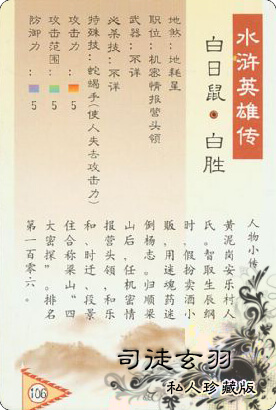 水浒英雄传
白日鼠·白胜
地煞:地耗星
职位:机密情报营头领
武器:不详
必杀技:不详
特殊技:蛇蝎手(使人失去攻击力)
攻击力:5
攻击范围:5
防御力:5
人物小传
黄泥岗安乐村人
氏。智取生辰纲
时,假扮卖酒小
贩,用迷魂药迷
倒杨志。归顺梁
山后,任机密情
报营头领,和乐
和、时迁、段景
住合称梁山“四
大密探”。排名
第一百零六。
106
司徒玄羽
私人珍藏版